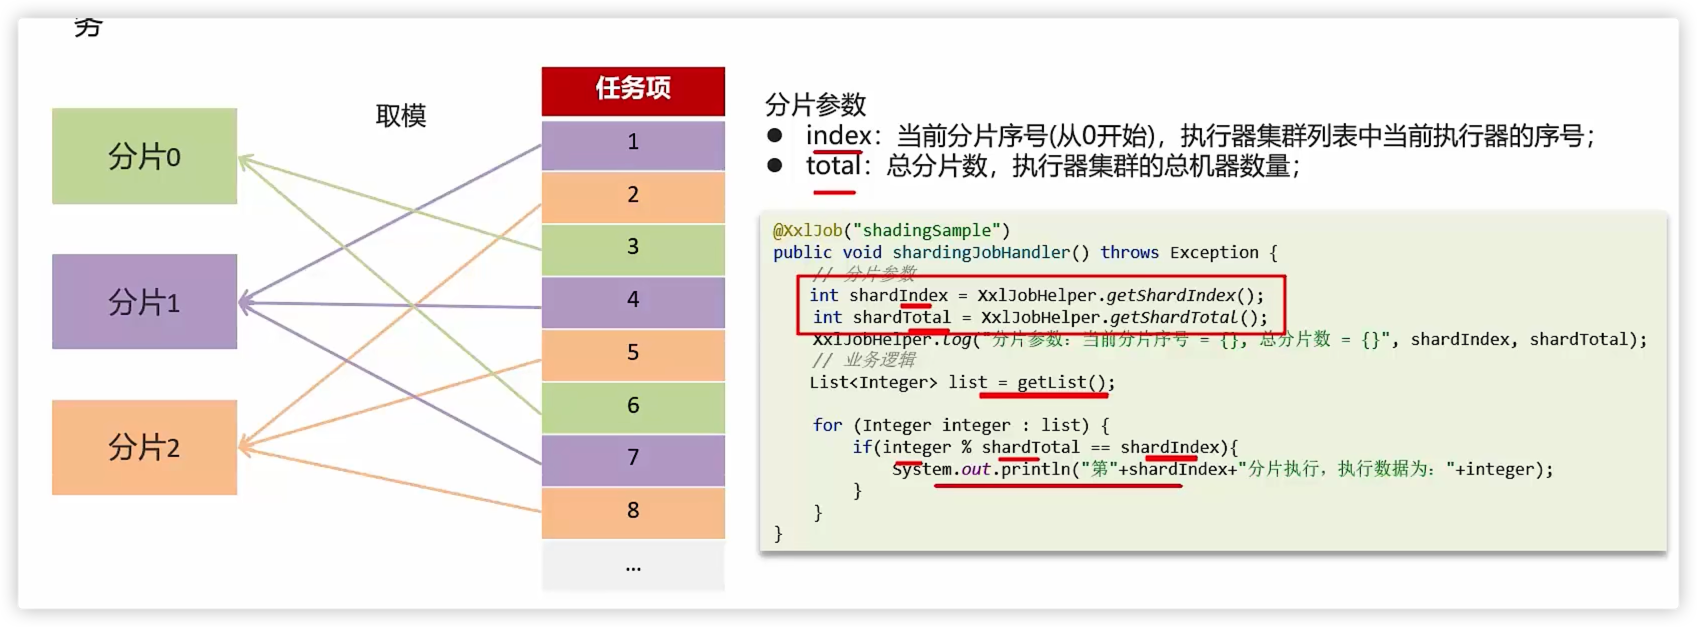 务
分片0
分片1
分片2
取模
任务项
1
2
3
4
5
6
7
8
...
分片参数
● index：当前分片序号(从0开始)，执行器集群列表中当前执行器的序号；
● total：总分片数，执行器集群的总机器数量；
@XxlJob("shadingSample")
public void shardingJobHandler() throws Exception {
// 分片参数
int shardIndex = XxlJobHelper.getShardIndex();
int shardTotal = XxlJobHelper.getShardTotal();
XxlJobHelper.log("分片参数：当前分片序号 = {}, 总分片数 = {}", shardIndex, shardTotal);
// 业务逻辑
List<Integer> list = getList();
for (Integer integer : list) {
if(integer % shardTotal == shardIndex){
System.out.println("第"+shardIndex+"分片执行，执行数据为："+integer);
}
}
}